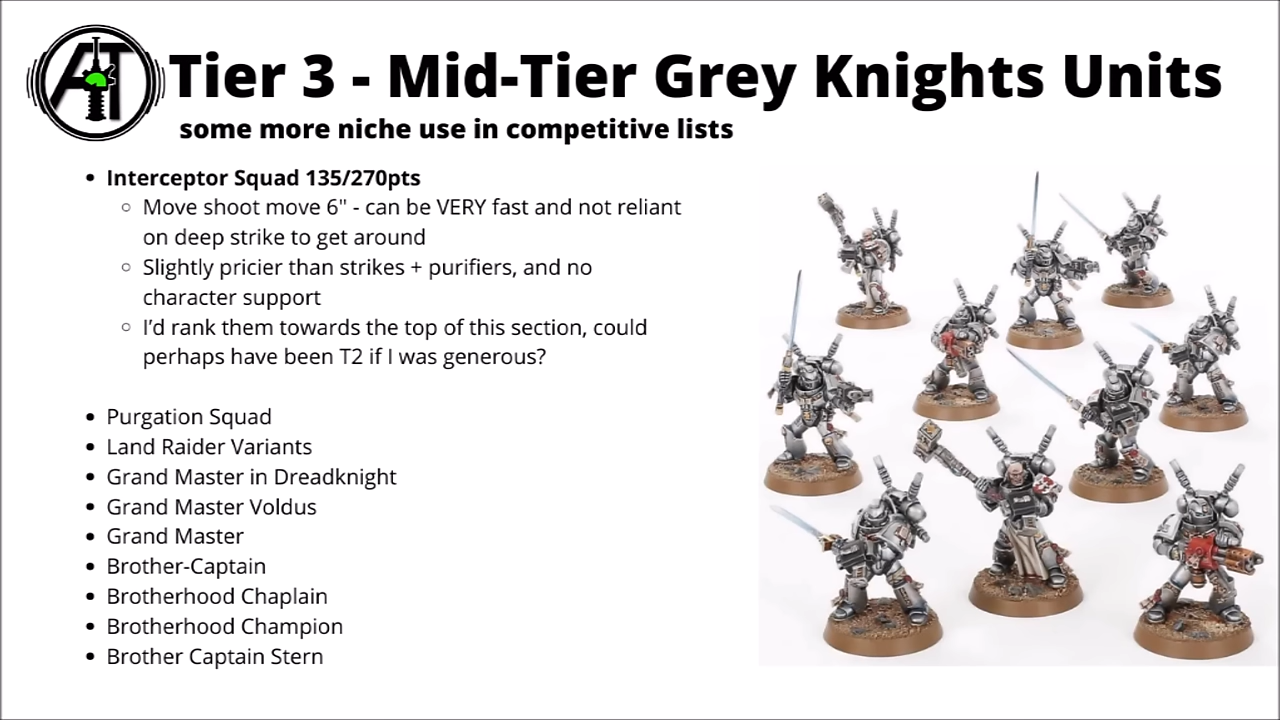 AT
Tier 3 - Mid-Tier Grey Knights Units
some more niche use in competitive lists
Interceptor Squad 135/270pts
Move shoot move 6" - can be VERY fast and not reliant
on deep strike to get around
Slightly pricier than strikes + purifiers, and no
character support
I'd rank them towards the top of this section, could
perhaps have been T2 if I was generous?
Purgation Squad
Land Raider Variants
Grand Master in Dreadknight
Grand Master Voldus
Grand Master
Brother-Captain
Brotherhood Chaplain
Brotherhood Champion
Brother Captain Stern